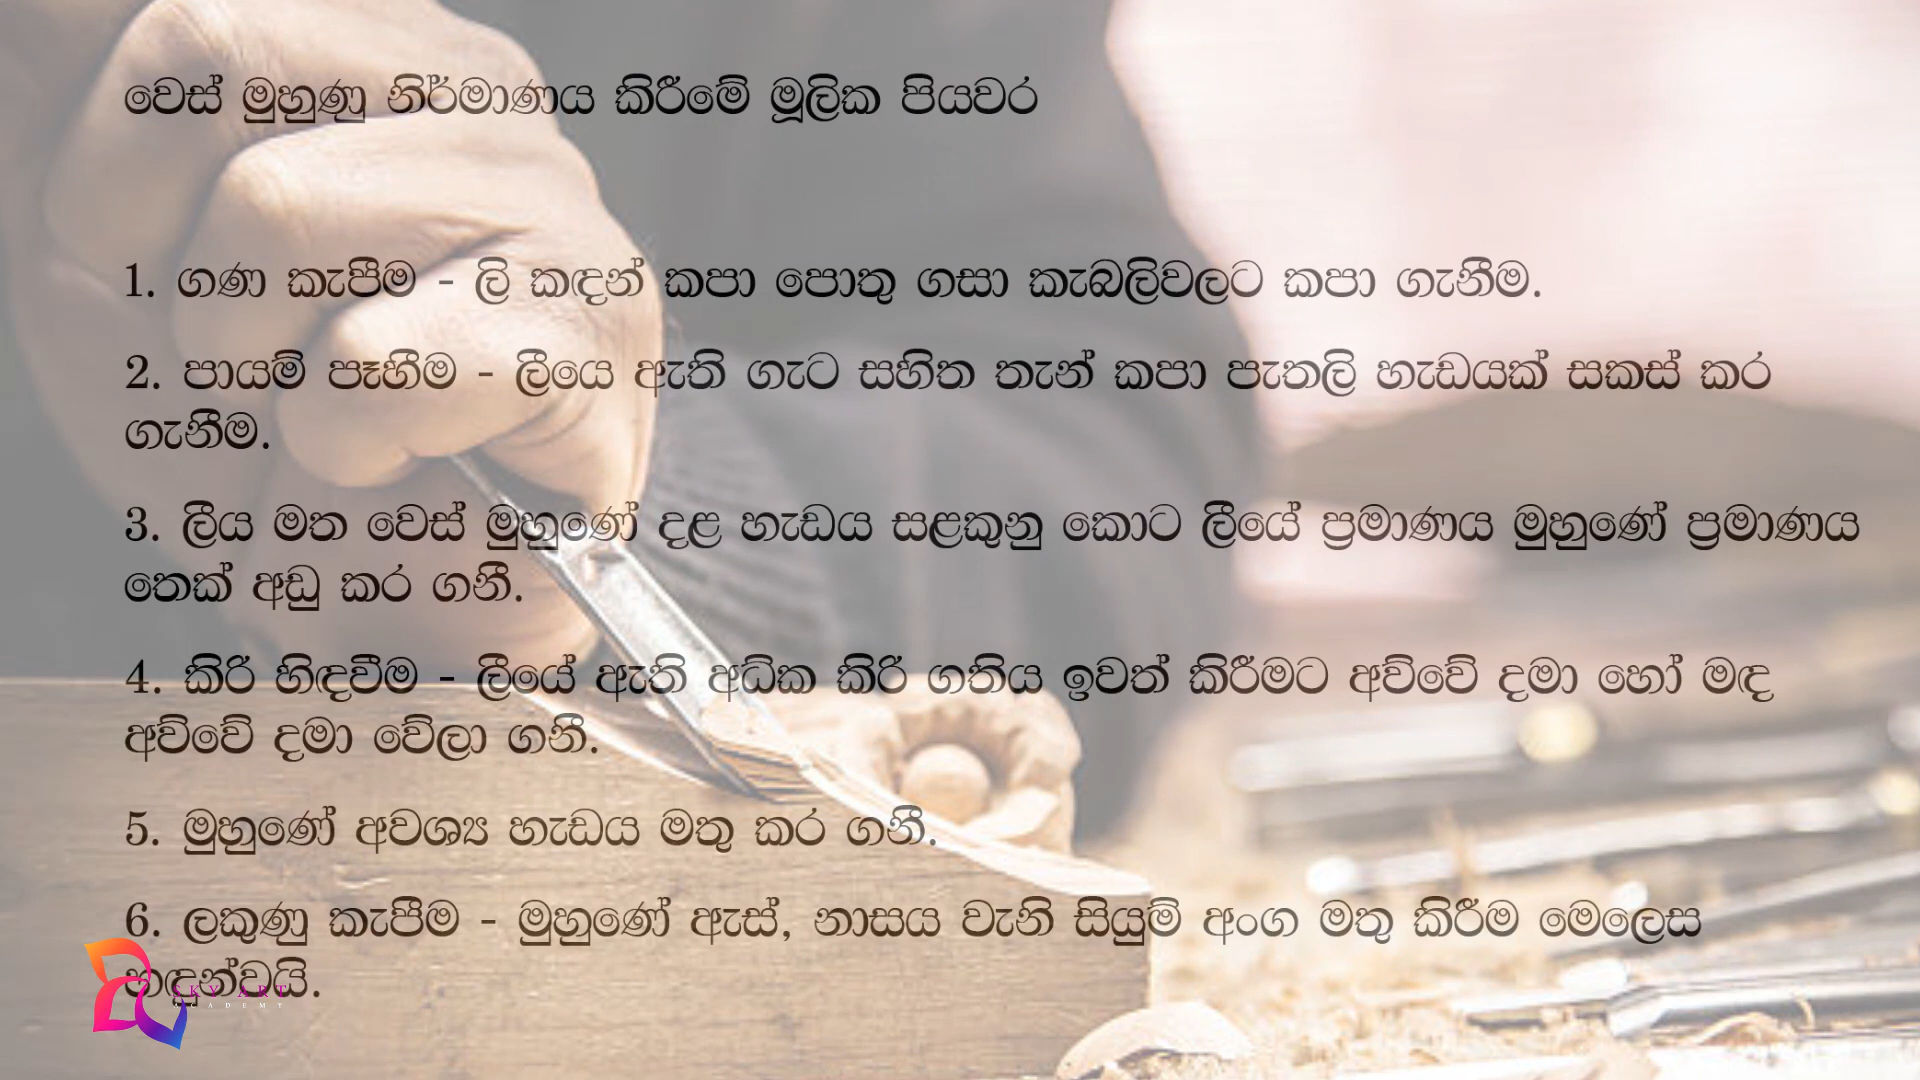 වෙස් මුහුණු නිර්මාණය කිරීමේ මූලික පියවර
1. ගණ කැපීම - ලී කඳන් කපා පොතු ගසා කැබලිවලට කපා ගැනීම.
2. පායම් පෑහීම - ලීයෙ ඇති ගැට සහිත තැන් කපා පැතලි හැඩයක් සකස් කර
ගැනීම.
3. ලීය මත වෙස් මුහුණේ දළ හැඩය සළකුනු කොට ලීයේ ප්‍රමාණය මුහුණේ ප්‍රමාණය
තෙක් අඩු කර ගනී.
4. කිරි හිඳවීම - ලීයේ ඇති අධික කිරි ගතිය ඉවත් කිරීමට අව්වේ දමා හෝ මඳ
අව්වේ දමා වේලා ගනී.
5. මුහුණේ අවශ්‍ය හැඩය මතු කර ගනී.
6. ලකුණු කැපීම - මුහුණේ ඇස්, නාසය වැනි සියුම් අංග මතු කිරීම මෙලෙස
හඳුන්වයි.
SKY ART